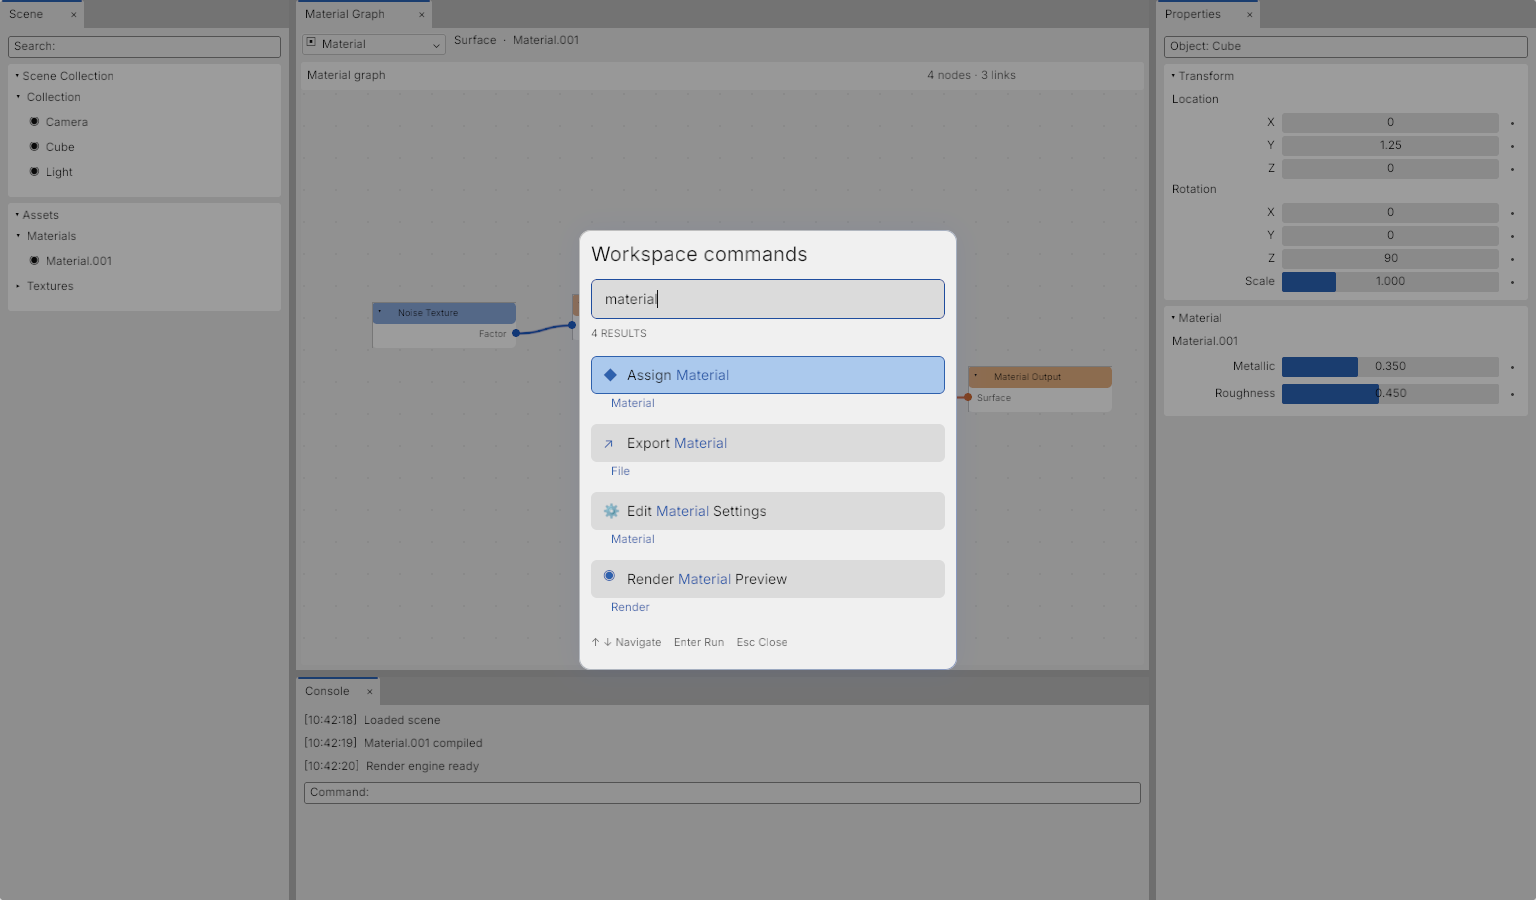 Scene ×
Search:
Scene Collection
Collection
Camera
Cube
Light
Assets
Materials
Material.001
Textures
Material Graph ×
Material
Surface · Material.001
Material graph
4 nodes · 3 links
Noise Texture
Factor
Material Output
Surface
Workspace commands
material
4 RESULTS
Assign Material
Material
Export Material
File
Edit Material Settings
Material
Render Material Preview
Render
↑ ↓ Navigate Enter Run Esc Close
Console ×
[10:42:18] Loaded scene
[10:42:19] Material.001 compiled
[10:42:20] Render engine ready
Command:
Properties ×
Object: Cube
Transform
Location
X 0
Y 1.25
Z 0
Rotation
X 0
Y 0
Z 90
Scale 1.000
Material
Material.001
Metallic 0.350
Roughness 0.450